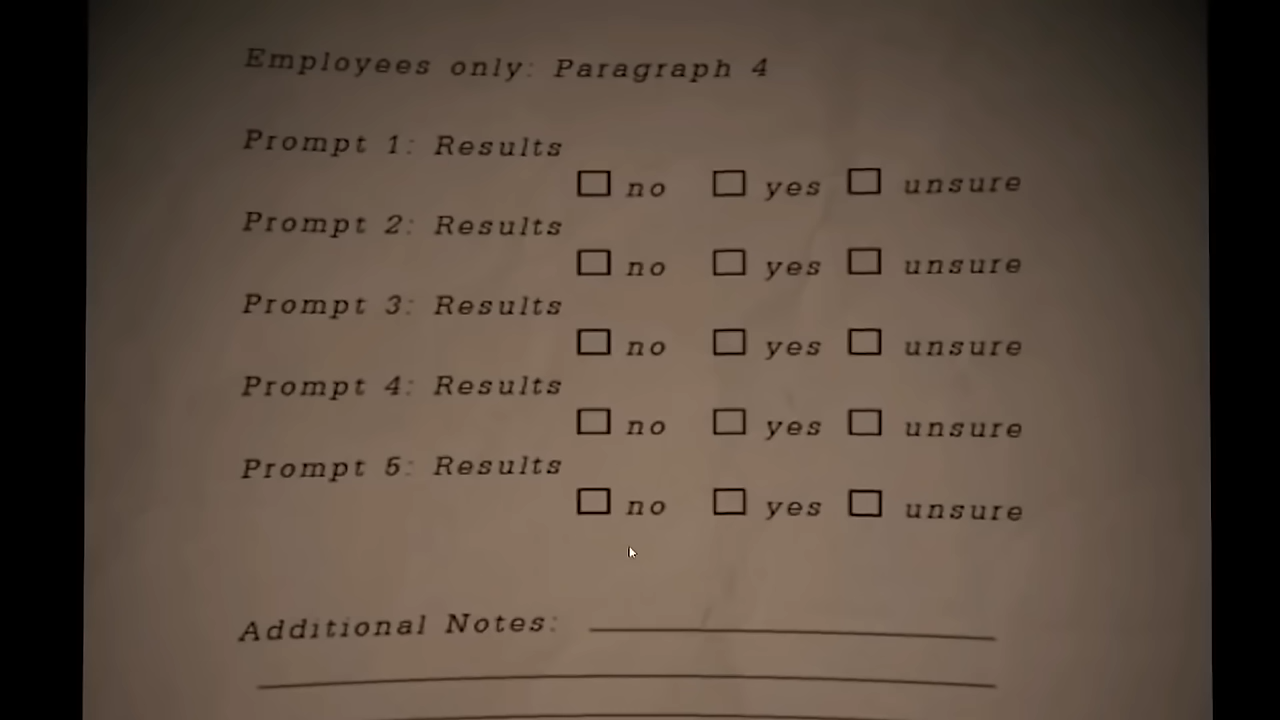 Employees only: Paragraph 4
Prompt 1: Results
no yes unsure
Prompt 2: Results
no yes unsure
Prompt 3: Results
no yes unsure
Prompt 4: Results
no yes unsure
Prompt 5: Results
no yes unsure
Additional Notes: